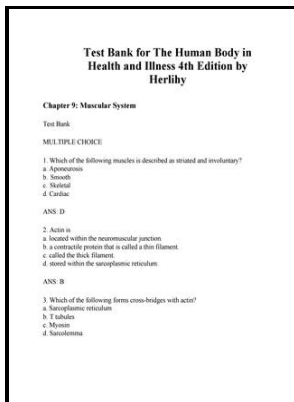 Test Bank for The Human Body in
Health and Illness 4th Edition by
Herlihy
Chapter 9: Muscular System
Test Bank
MULTIPLE CHOICE
1. Which of the following muscles is described as striated and involuntary?
a. Aponeurosis
b. Smooth
c. Skeletal
d. Cardiac
ANS: D
2. Actin is
a. located within the neuromuscular junction.
b. a contractile protein that is called a thin filament.
c. called the thick filament.
d. stored within the sarcoplasmic reticulum.
ANS: B
3. Which of the following forms cross-bridges with actin?
a. Sarcoplasmic reticulum
b. T tubules
c. Myosin
d. Sarcolemma